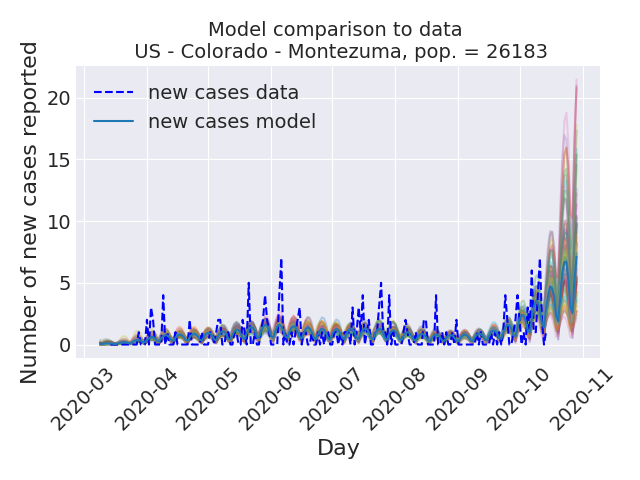 Model comparison to data
US - Colorado - Montezuma, pop. = 26183
Number of new cases reported
20
15
10
5
0
new cases data
new cases model
2020-03
2020-04
2020-05
2020-06
2020-07
2020-08
2020-09
2020-10
2020-11
Day